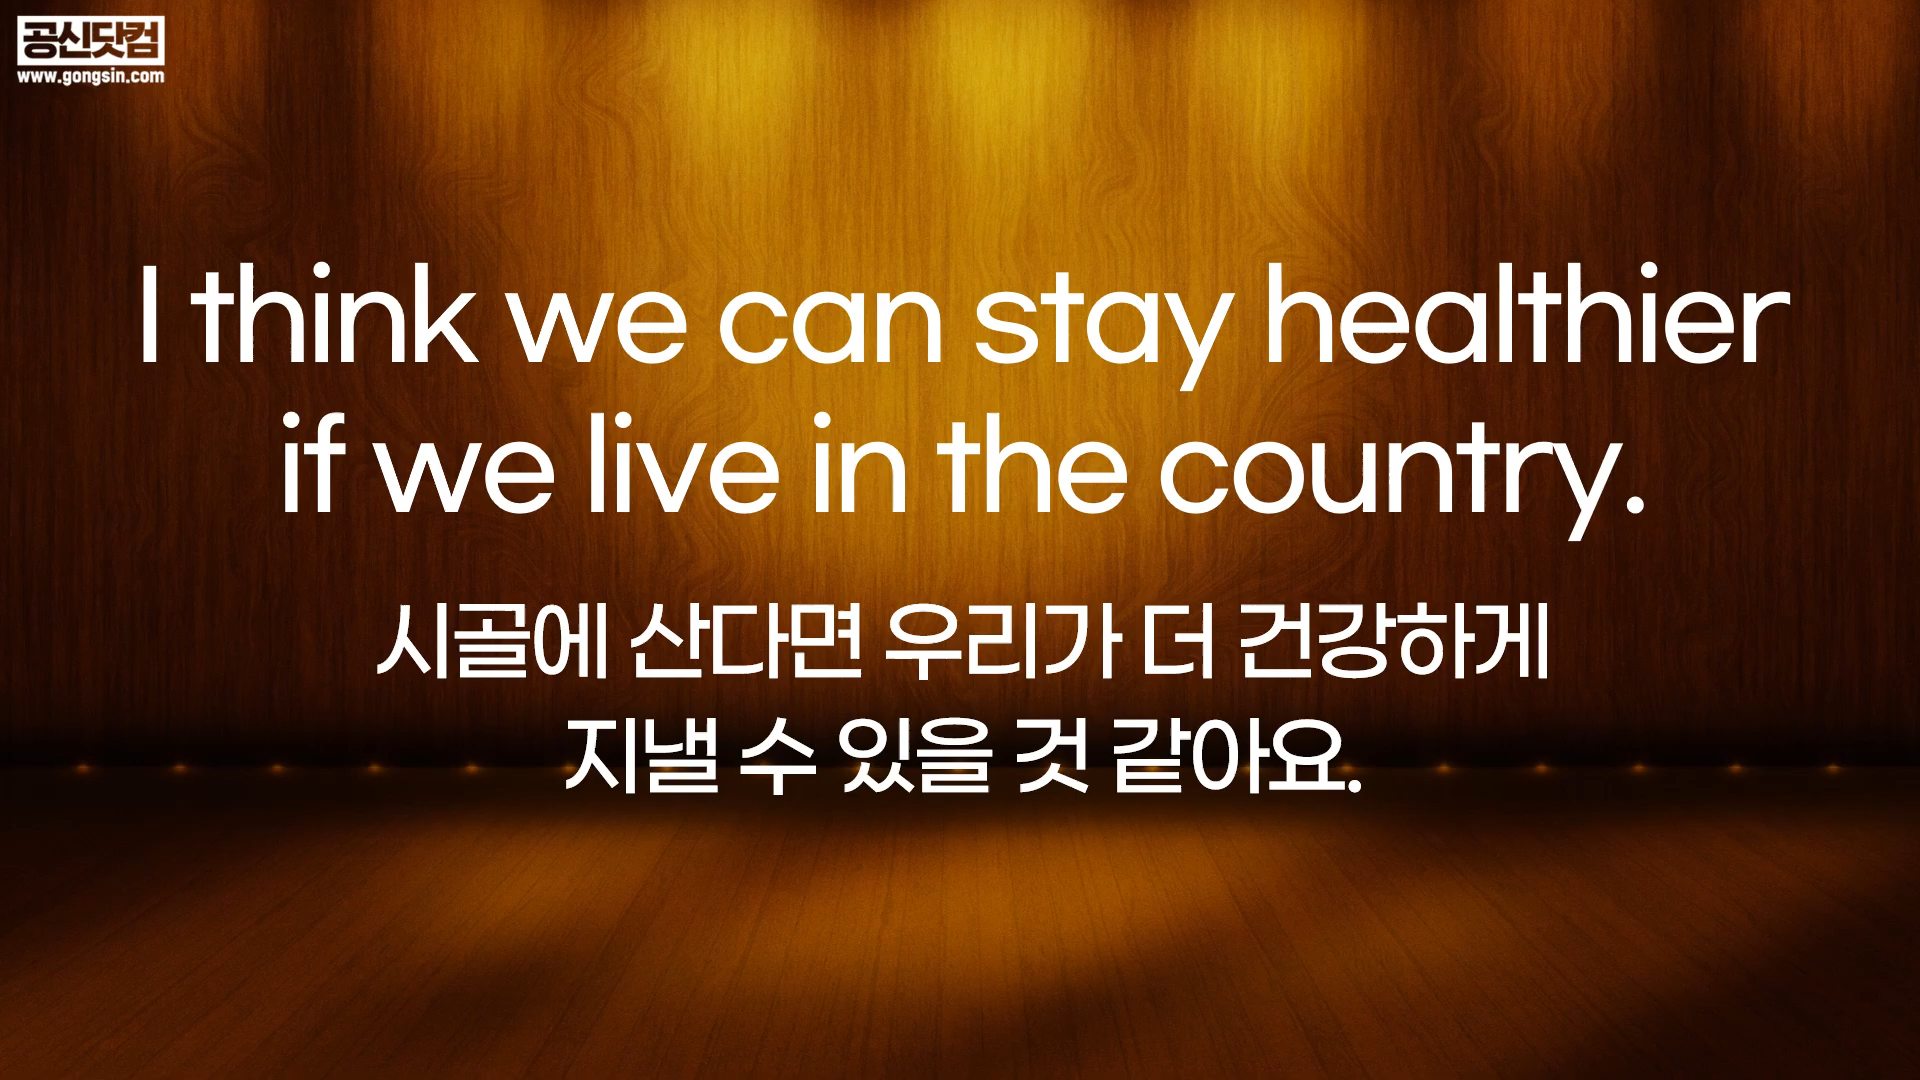 공신닷컴
www.gongsin.com
I think we can stay healthier
if we live in the country.
시골에 산다면 우리가 더 건강하게
지낼 수 있을 것 같아요.